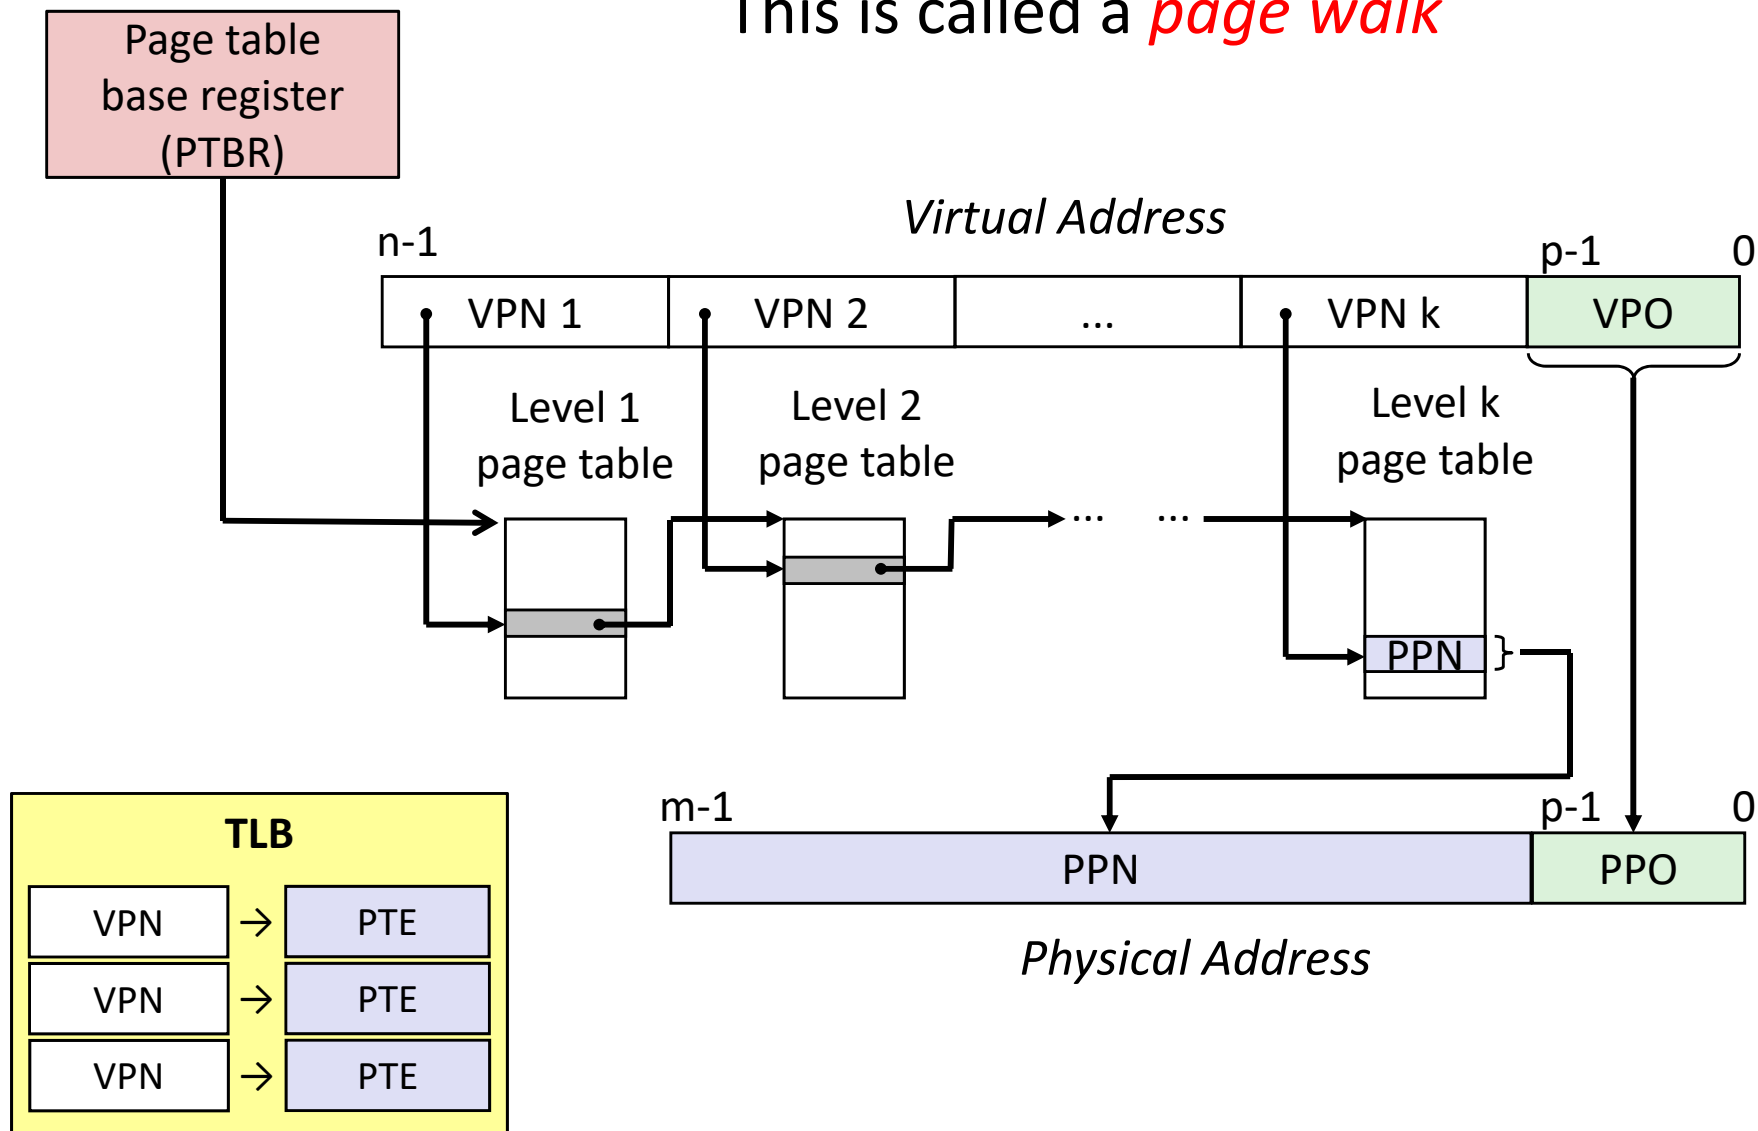 This is called a page walk
Page table
base register
(PTBR)
Virtual Address
n-1
p-1
0
VPN 1
VPN 2
...
VPN k
VPO
Level 1
page table
Level 2
page table
Level k
page table
...
...
PPN
m-1
p-1
0
PPN
PPO
Physical Address
TLB
VPN → PTE
VPN → PTE
VPN → PTE